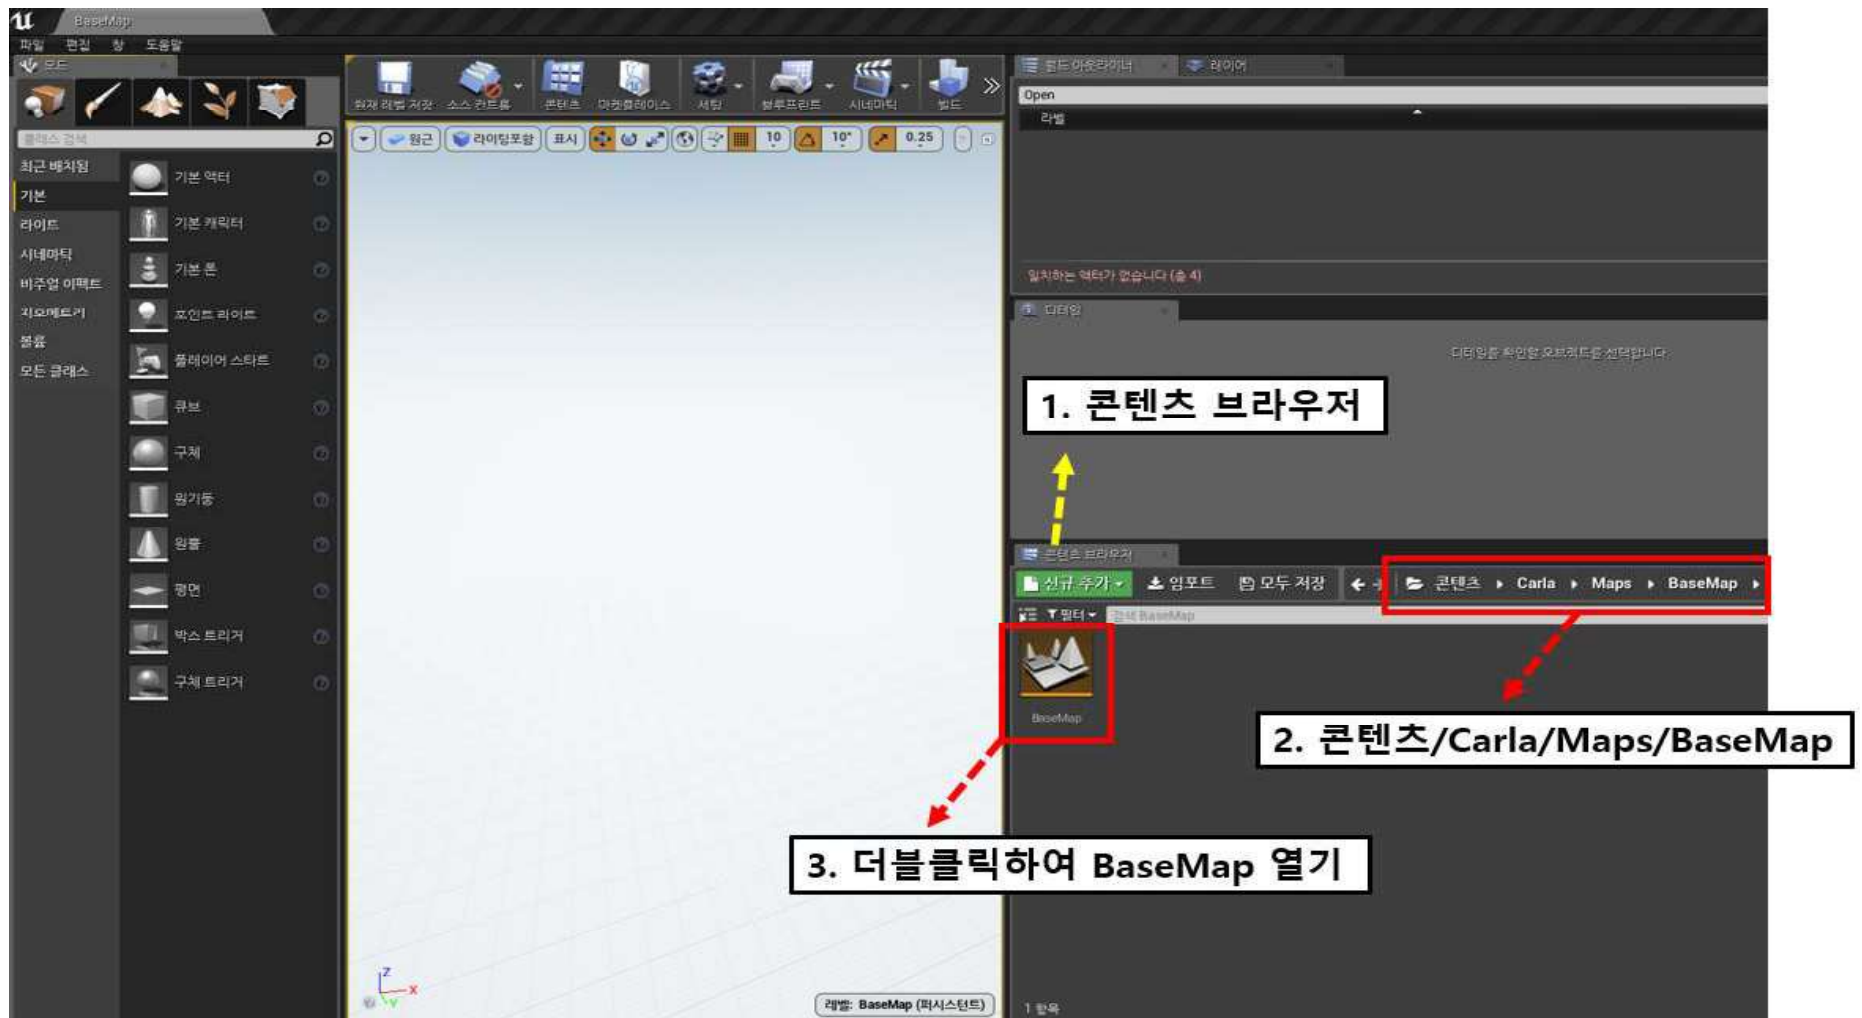 BaseMap
파일 편집 창 도움말
모드
현재 레벨 저장 소스 컨트롤 콘텐츠 마켓플레이스 세팅 블루프린트 시네마틱 빌드
월드 아웃라이너 레이어
Open
라벨
클래스 검색
원근 라이팅포함 표시 10 10° 0.25
최근 배치됨
기본
라이트
시네마틱
비주얼 이펙트
지오메트리
볼륨
모든 클래스
기본 액터
기본 캐릭터
기본 폰
포인트 라이트
플레이어 스타트
큐브
구체
원기둥
원뿔
평면
박스 트리거
구체 트리거
일치하는 액터가 없습니다 (총 4)
디테일
디테일을 확인할 오브젝트를 선택합니다
1. 콘텐츠 브라우저
콘텐츠 브라우저
신규 추가 임포트 모두 저장 콘텐츠 Carla Maps BaseMap
필터 검색 BaseMap
BaseMap
2. 콘텐츠/Carla/Maps/BaseMap
3. 더블클릭하여 BaseMap 열기
Z
X
Y
레벨: BaseMap (퍼시스턴트)
1 항목